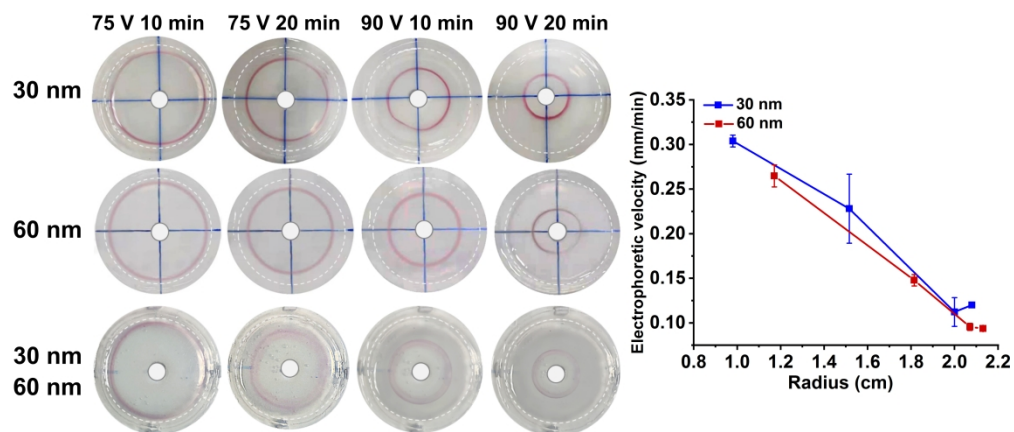 75 V 10 min 75 V 20 min 90 V 10 min 90 V 20 min
30 nm
60 nm
30 nm
60 nm
Electrophoretic velocity (mm/min)
0.35
0.30
0.25
0.20
0.15
0.10
30 nm
60 nm
0.8 1.0 1.2 1.4 1.6 1.8 2.0 2.2
Radius (cm)